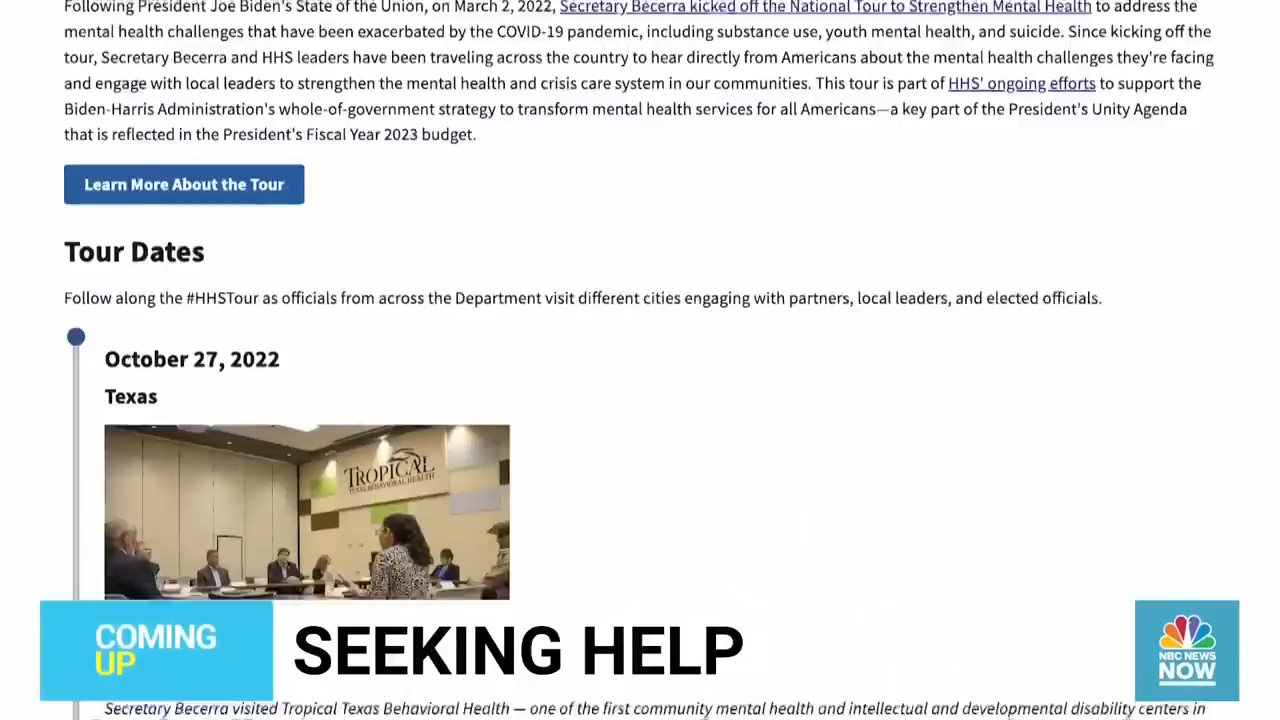 Following President Joe Biden's State of the Union, on March 2, 2022, Secretary Becerra kicked off the National Tour to Strengthen Mental Health to address the
mental health challenges that have been exacerbated by the COVID-19 pandemic, including substance use, youth mental health, and suicide. Since kicking off the
tour, Secretary Becerra and HHS leaders have been traveling across the country to hear directly from Americans about the mental health challenges they're facing
and engage with local leaders to strengthen the mental health and crisis care system in our communities. This tour is part of HHS' ongoing efforts to support the
Biden-Harris Administration's whole-of-government strategy to transform mental health services for all Americans—a key part of the President's Unity Agenda
that is reflected in the President's Fiscal Year 2023 budget.
Learn More About the Tour
Tour Dates
Follow along the #HHSTour as officials from across the Department visit different cities engaging with partners, local leaders, and elected officials.
October 27, 2022
Texas
TROPICAL
TEXAS BEHAVIORAL HEALTH
COMING
UP
SEEKING HELP
NBC NEWS
NOW
Secretary Becerra visited Tropical Texas Behavioral Health — one of the first community mental health and intellectual and developmental disability centers in